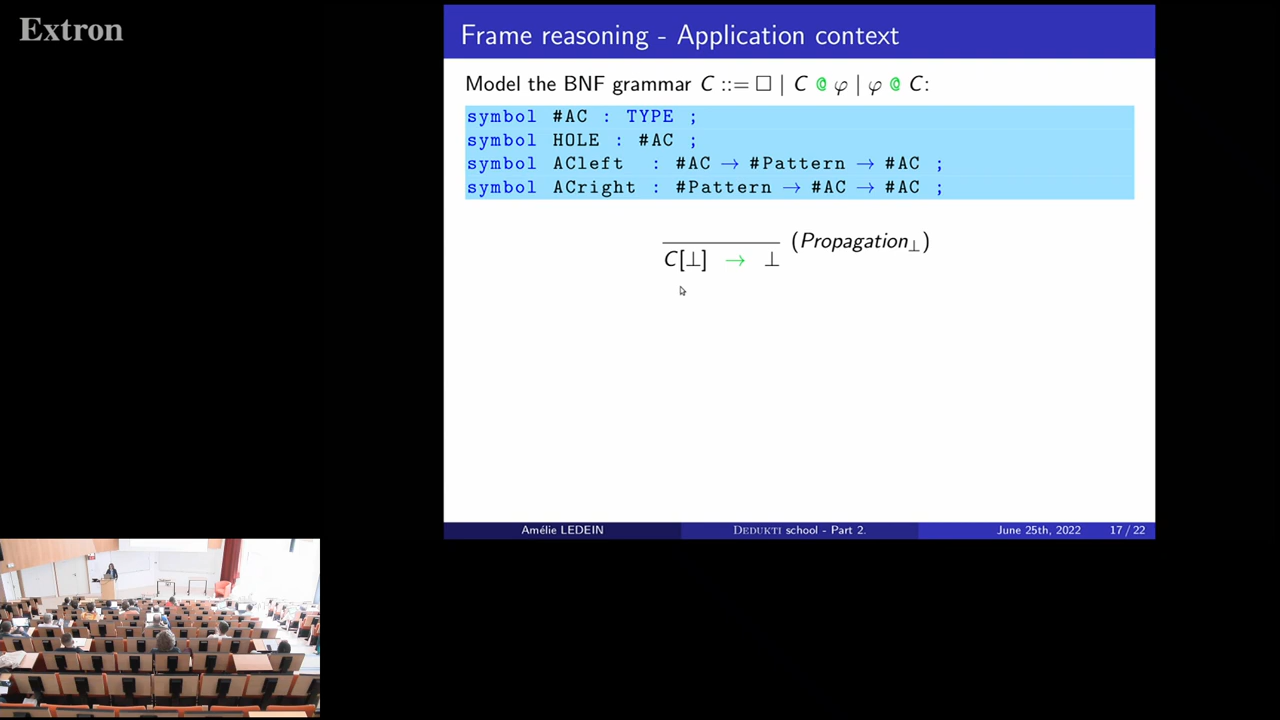 Extron
Frame reasoning - Application context
Model the BNF grammar C ::= □ | C @ φ | φ @ C:
symbol #AC : TYPE ;
symbol HOLE : #AC ;
symbol ACleft : #AC → #Pattern → #AC ;
symbol ACright : #Pattern → #AC → #AC ;
(Propagation⊥)
C[⊥] → ⊥
Amélie LEDEIN DEDUKTI school - Part 2. June 25th, 2022 17 / 22